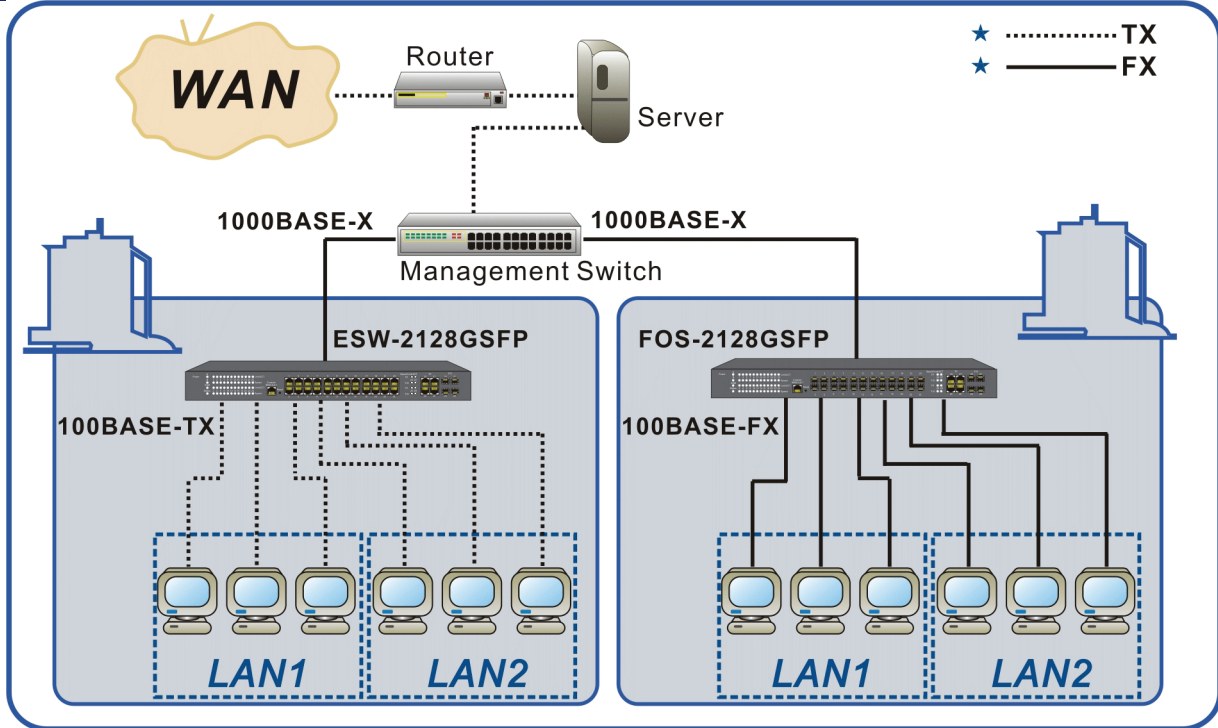 TX
FX
Router
WAN
Server
1000BASE-X
1000BASE-X
Management Switch
ESW-2128GSFP
FOS-2128GSFP
100BASE-TX
100BASE-FX
LAN1
LAN2
LAN1
LAN2